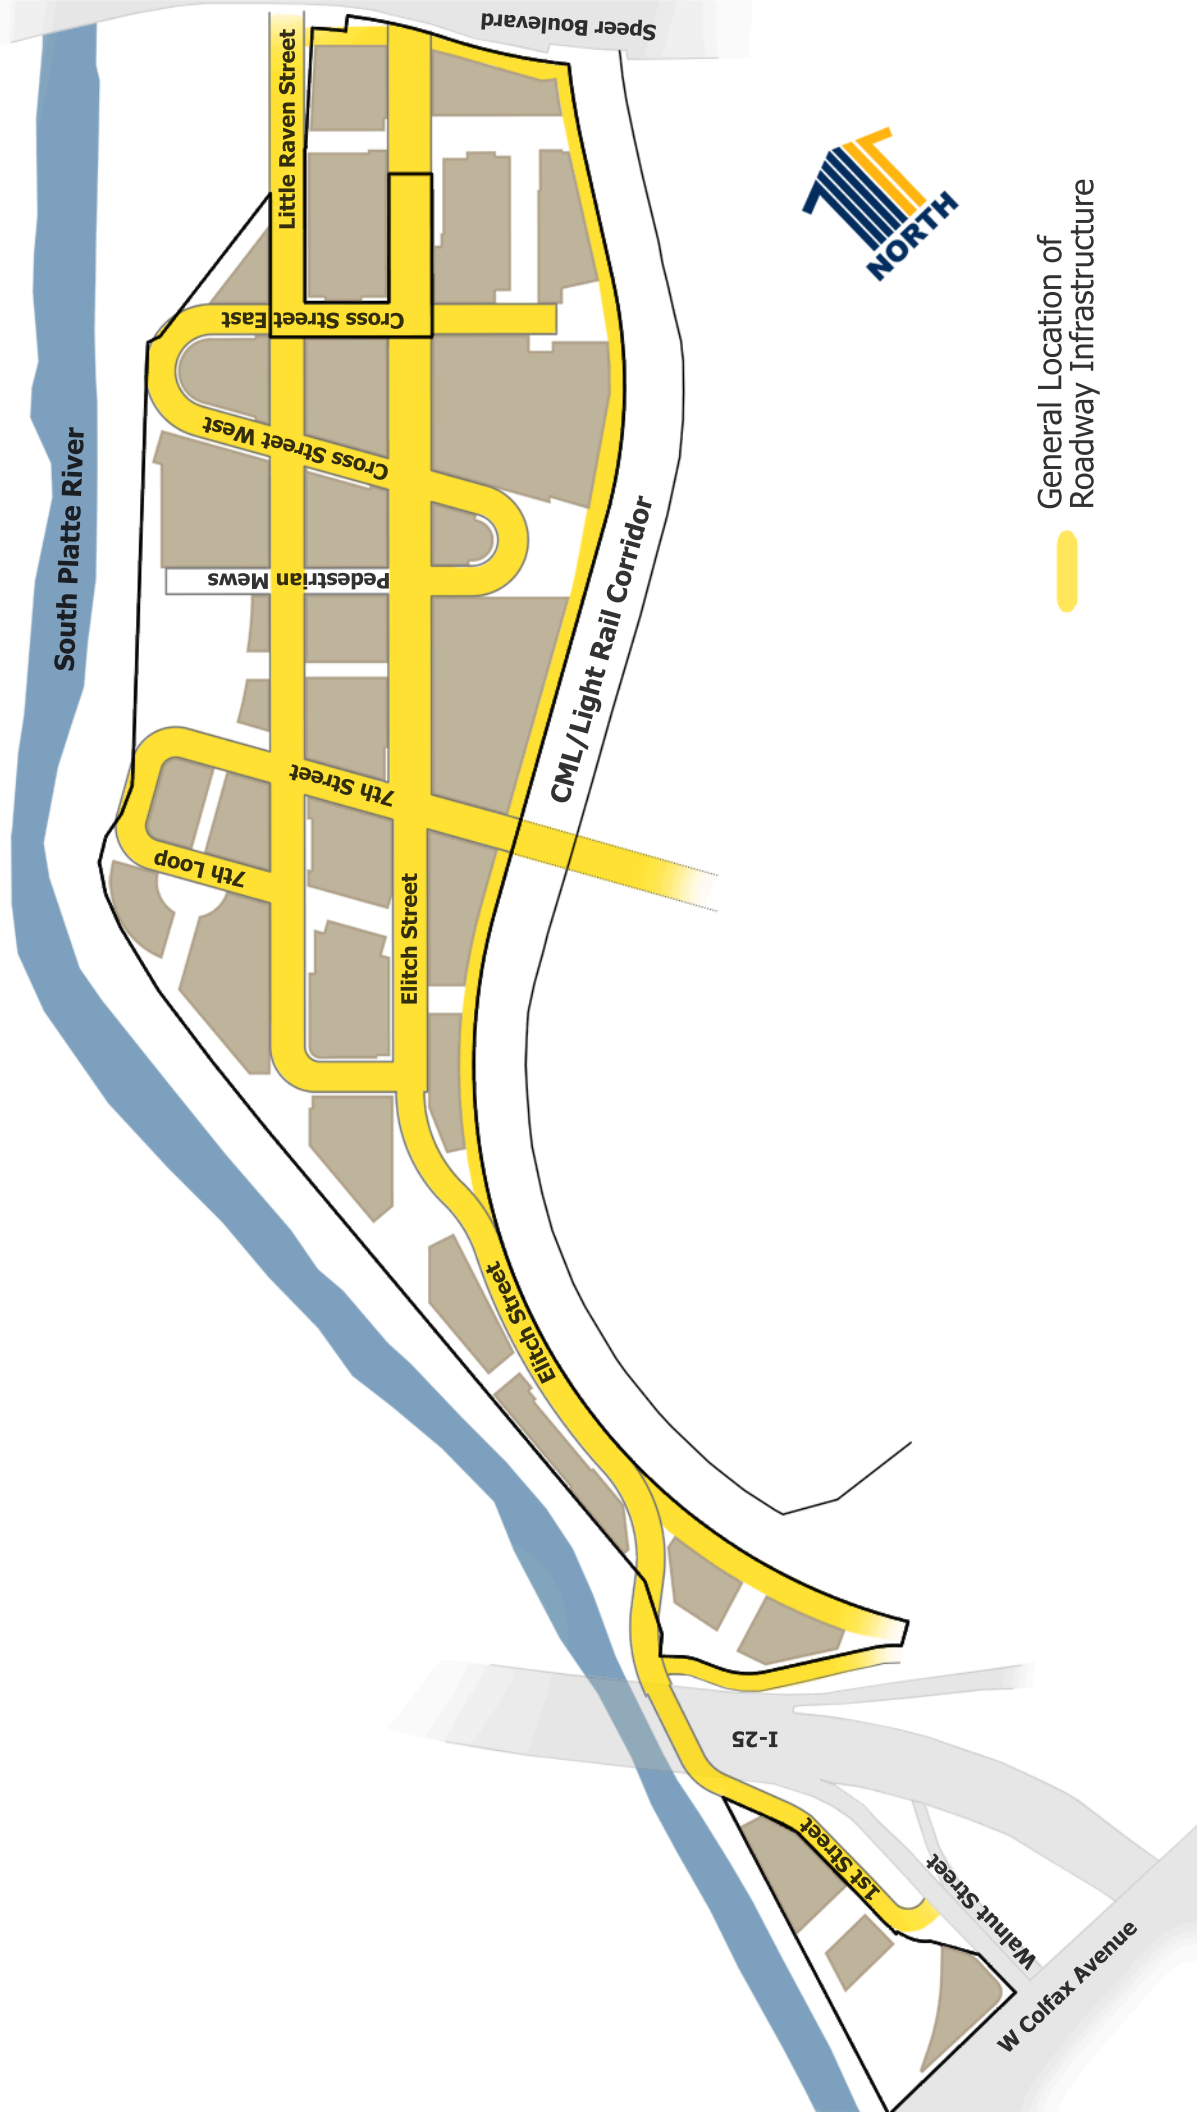 Speer Boulevard
Little Raven Street
NORTH
General Location of
Roadway Infrastructure
Cross Street East
Cross Street West
South Platte River
Pedestrian Mews
CML/Light Rail Corridor
7th Street
7th Loop
Elitch Street
Elitch Street
I-25
1st Street
Walnut Street
W Colfax Avenue